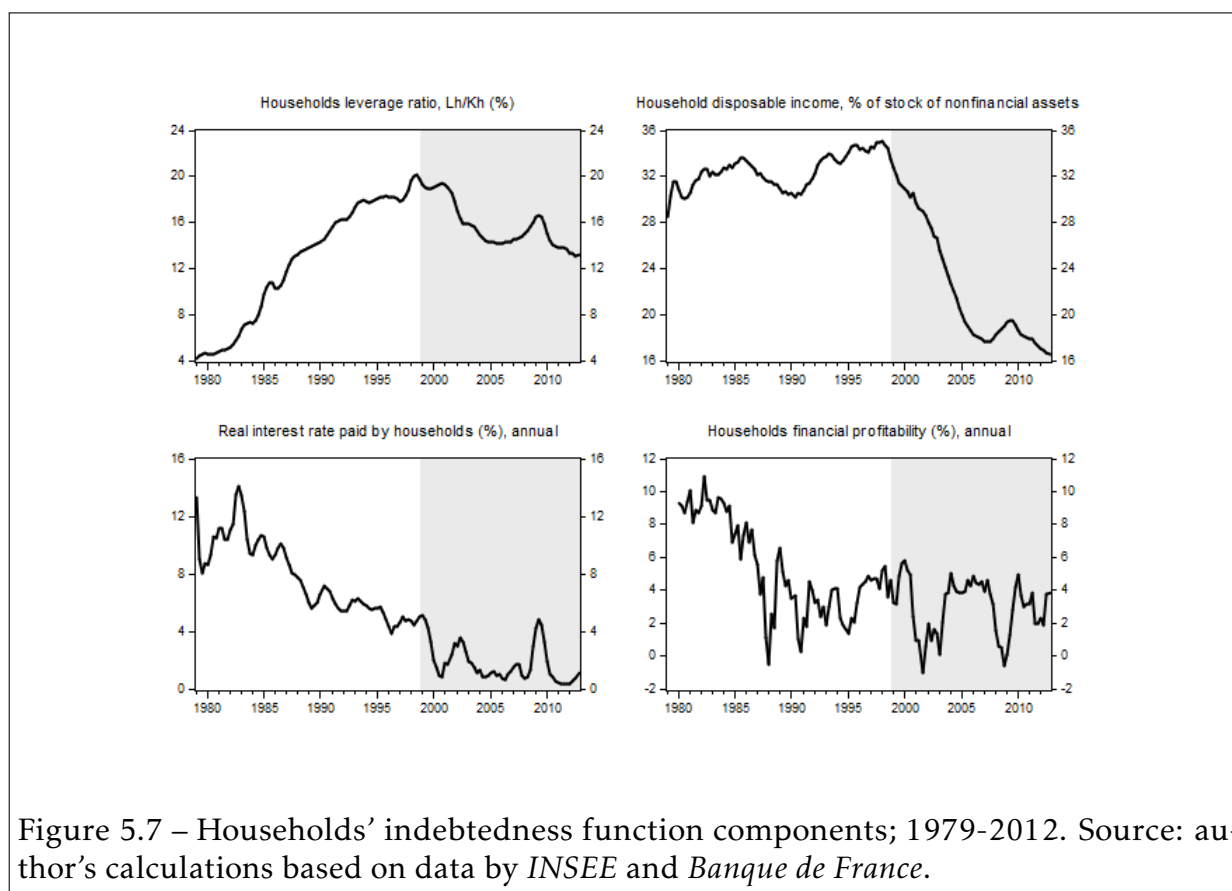 Households leverage ratio, Lh/Kh (%)
24 24
20 20
16 16
12 12
8 8
4 4
1980 1985 1990 1995 2000 2005 2010
Household disposable income, % of stock of nonfinancial assets
36 36
32 32
28 28
24 24
20 20
16 16
1980 1985 1990 1995 2000 2005 2010
Real interest rate paid by households (%), annual
16 16
12 12
8 8
4 4
0 0
1980 1985 1990 1995 2000 2005 2010
Households financial profitability (%), annual
12 12
10 10
8 8
6 6
4 4
2 2
0 0
-2 -2
1980 1985 1990 1995 2000 2005 2010
Figure 5.7 – Households’ indebtedness function components; 1979-2012. Source: au-
thor’s calculations based on data by INSEE and Banque de France.